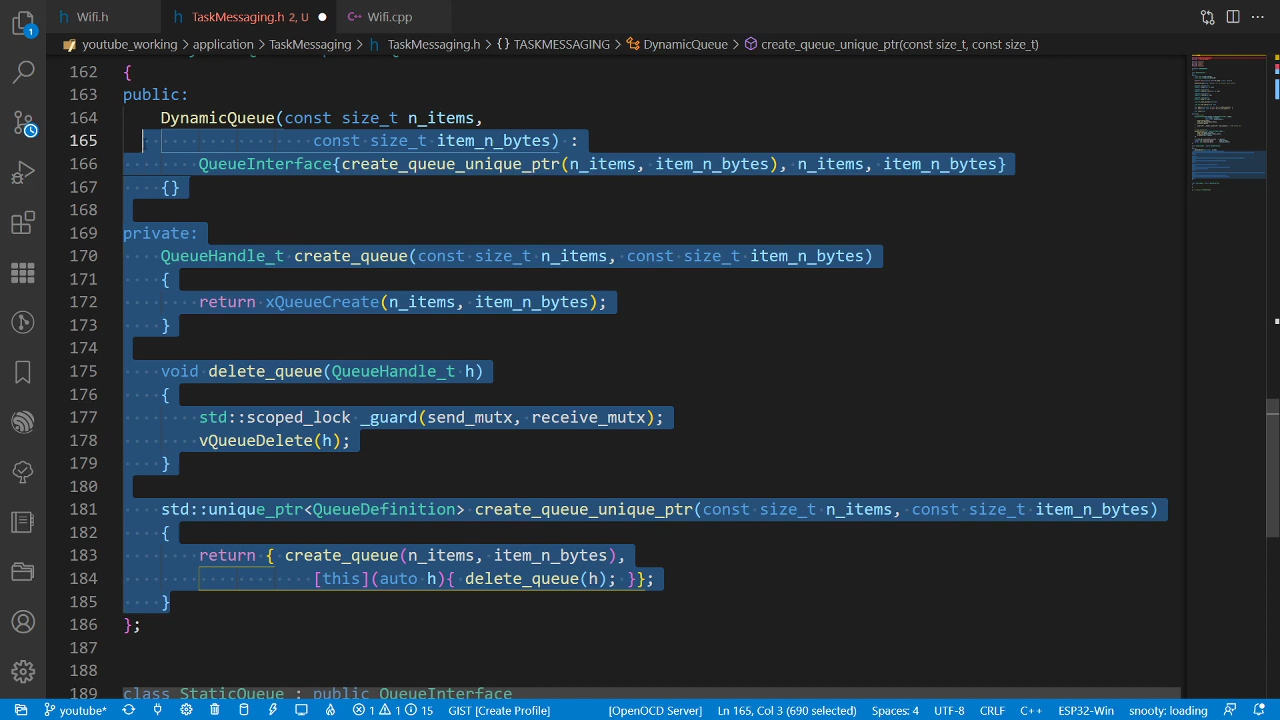 Wifi.h
TaskMessaging.h 2, U
Wifi.cpp
youtube_working > application > TaskMessaging > TaskMessaging.h > {} TASKMESSAGING > DynamicQueue > create_queue_unique_ptr(const size_t, const size_t)
162 {
163 public:
164 DynamicQueue(const size_t n_items,
165 const size_t item_n_bytes) :
166 QueueInterface{create_queue_unique_ptr(n_items, item_n_bytes), n_items, item_n_bytes}
167 {}
168
169 private:
170 QueueHandle_t create_queue(const size_t n_items, const size_t item_n_bytes)
171 {
172 return xQueueCreate(n_items, item_n_bytes);
173 }
174
175 void delete_queue(QueueHandle_t h)
176 {
177 std::scoped_lock _guard(send_mutx, receive_mutx);
178 vQueueDelete(h);
179 }
180
181 std::unique_ptr<QueueDefinition> create_queue_unique_ptr(const size_t n_items, const size_t item_n_bytes)
182 {
183 return { create_queue(n_items, item_n_bytes),
184 [this](auto h){ delete_queue(h); }};
185 }
186 };
187
188
189 class StaticQueue : public QueueInterface
youtube* 1 1 15 GIST [Create Profile] [OpenOCD Server] Ln 165, Col 3 (690 selected) Spaces: 4 UTF-8 CRLF C++ ESP32-Win snooty: loading